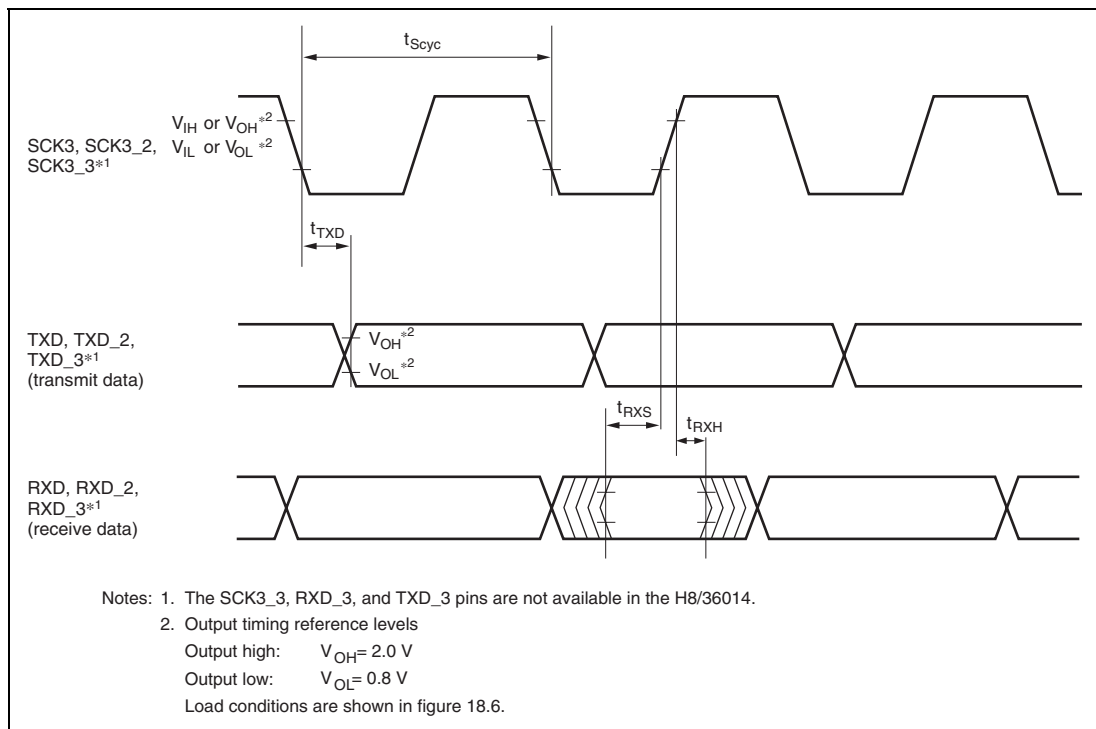 tScyc
VIH or VOH*2
SCK3, SCK3_2, VIL or VOL *2
SCK3_3*1
tTXD
TXD, TXD_2,
TXD_3*1
(transmit data)
VOH*2
VOL *2
tRXS
tRXH
RXD, RXD_2,
RXD_3*1
(receive data)
Notes: 1. The SCK3_3, RXD_3, and TXD_3 pins are not available in the H8/36014.
2. Output timing reference levels
Output high: VOH= 2.0 V
Output low: VOL= 0.8 V
Load conditions are shown in figure 18.6.